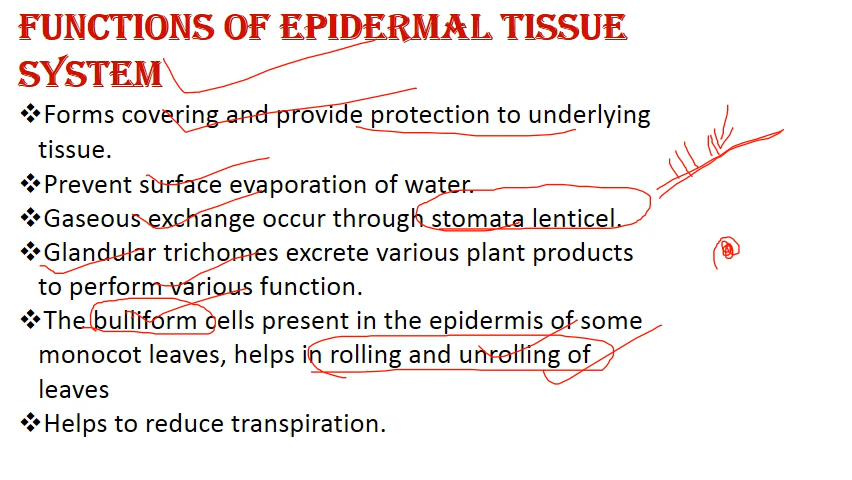 FUNCTIONS OF EPIDERMAL TISSUE
SYSTEM
❖Forms covering and provide protection to underlying
tissue.
❖Prevent surface evaporation of water.
❖Gaseous exchange occur through stomata lenticel.
❖Glandular trichomes excrete various plant products
to perform various function.
❖The bulliform cells present in the epidermis of some
monocot leaves, helps in rolling and unrolling of
leaves
❖Helps to reduce transpiration.